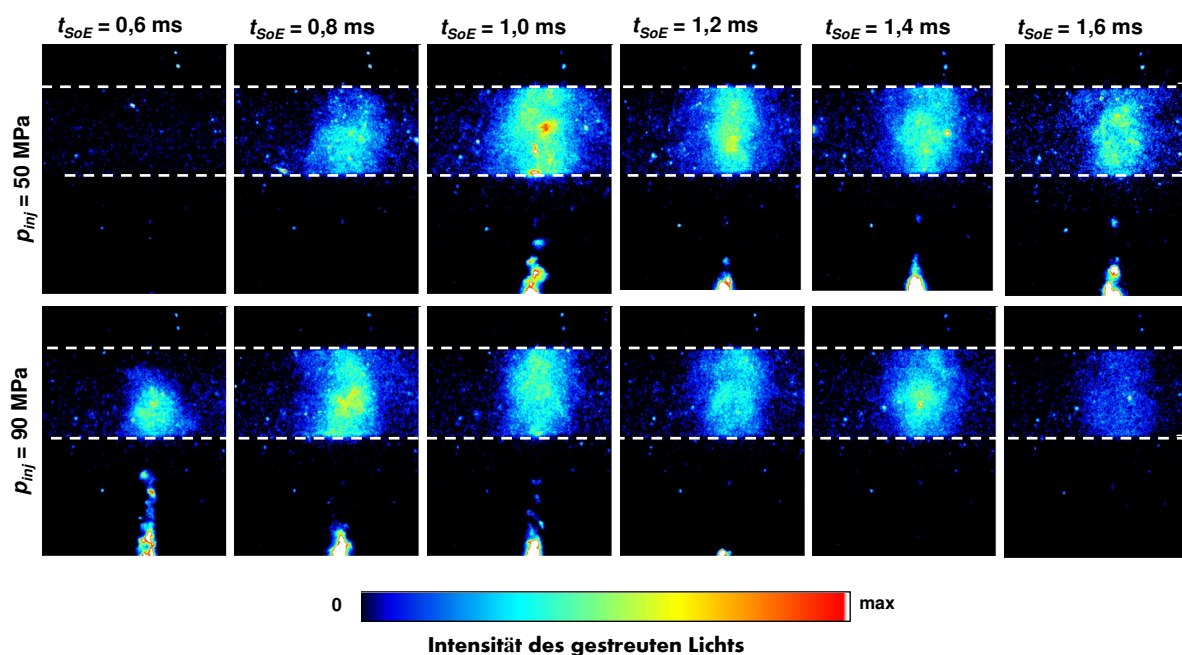 t_SoE = 0,6 ms t_SoE = 0,8 ms t_SoE = 1,0 ms t_SoE = 1,2 ms t_SoE = 1,4 ms t_SoE = 1,6 ms
p_inj = 50 MPa
p_inj = 90 MPa
0 max
Intensität des gestreuten Lichts